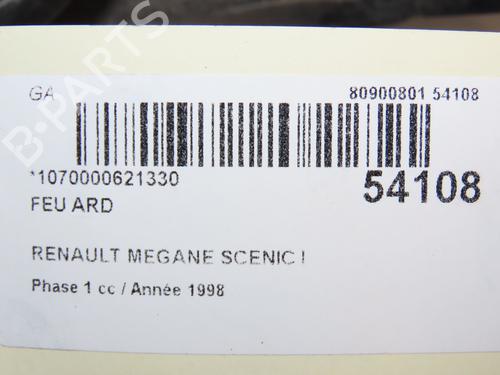 GA 80900801 54108
*1070000621330 54108
FEU ARD
RENAULT MEGANE SCENIC I
Phase 1 cc / Année 1998
B-PARTS